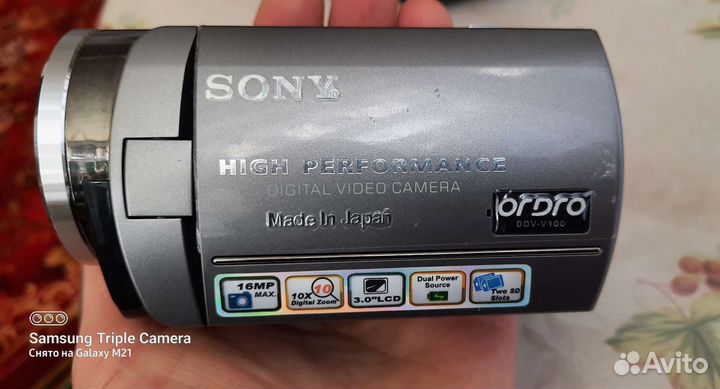 SONY
HIGH PERFORMANCE
DIGITAL VIDEO CAMERA
Made In Japan
ordro
DDV-V100
16MP
MAX.
10X 10
Digital Zoom
3.0"LCD
Dual Power
Source
Two SD
Slots
Samsung Triple Camera
Снято на Galaxy M21
Avito